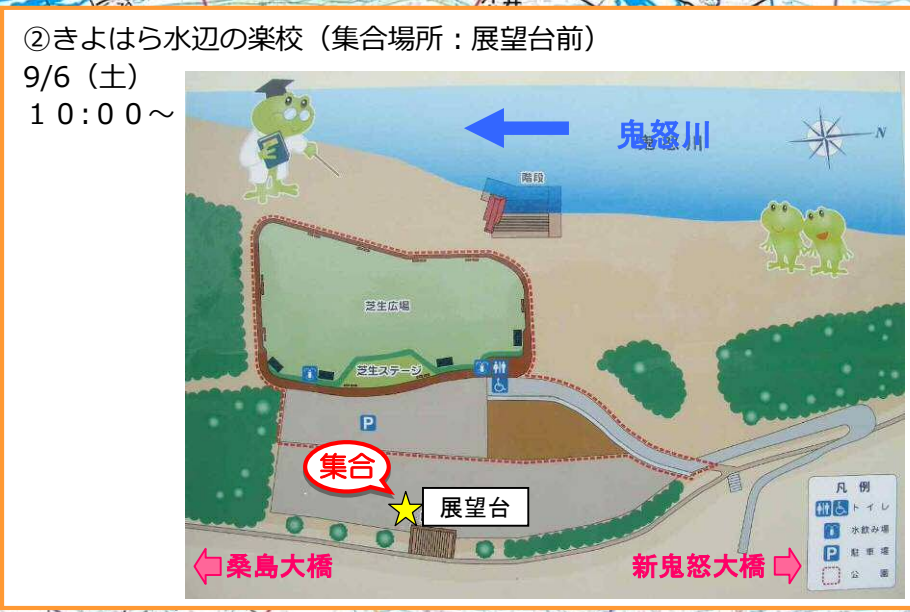 ②きよはら水辺の楽校（集合場所：展望台前）
9/6（土）
１０:００～
鬼怒川
鬼怒川
N
階段
芝生広場
芝生ステージ
P
集合
展望台
桑島大橋
新鬼怒大橋
凡例
トイレ
水飲み場
P 駐車場
公園